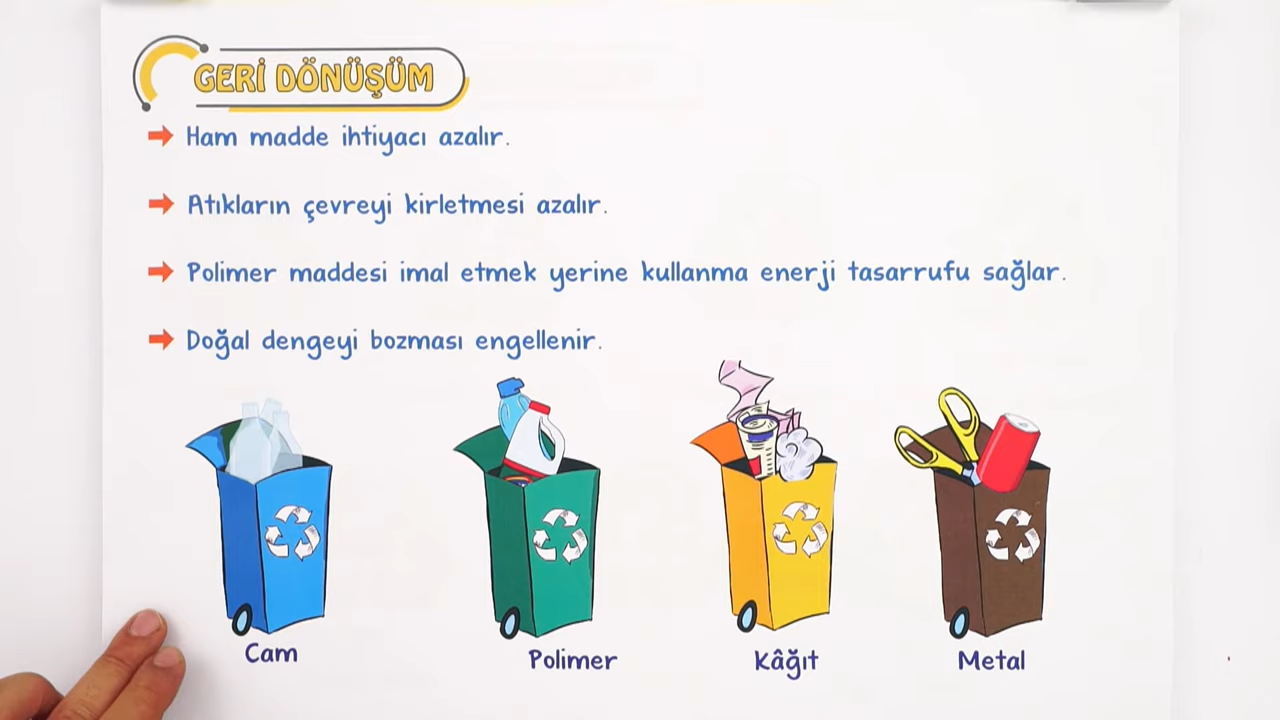 GERİ DÖNÜŞÜM
Ham madde ihtiyacı azalır.
Atıkların çevreyi kirletmesi azalır.
Polimer maddesi imal etmek yerine kullanma enerji tasarrufu sağlar.
Doğal dengeyi bozması engellenir.
Cam
Polimer
Kâğıt
Metal